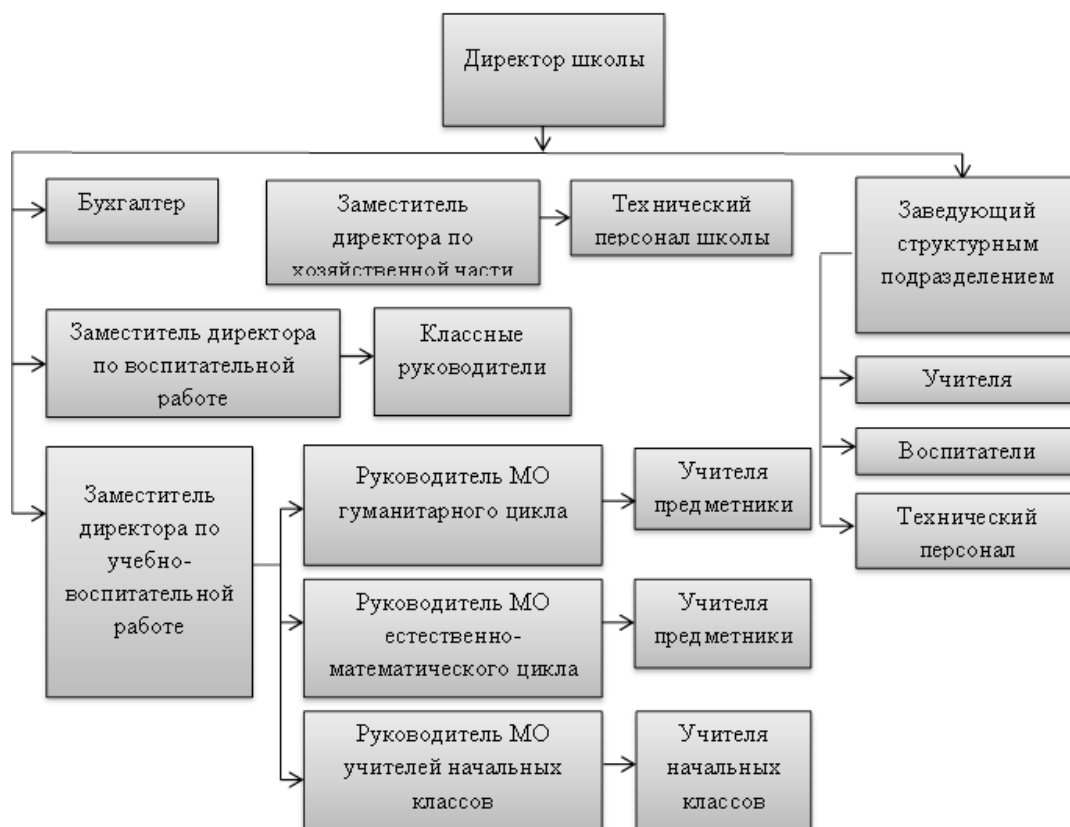 Директор школы
Бухгалтер
Заместитель
директора по
хозяйственной части
Технический
персонал школы
Заведующий
структурным
подразделением
Заместитель директора
по воспитательной
работе
Классные
руководители
Учителя
Воспитатели
Технический
персонал
Заместитель
директора по
учебно-
воспитательной
работе
Руководитель МО
гуманитарного цикла
Учителя
предметники
Руководитель МО
естественно-
математического цикла
Учителя
предметники
Руководитель МО
учителей начальных
классов
Учителя
начальных
классов